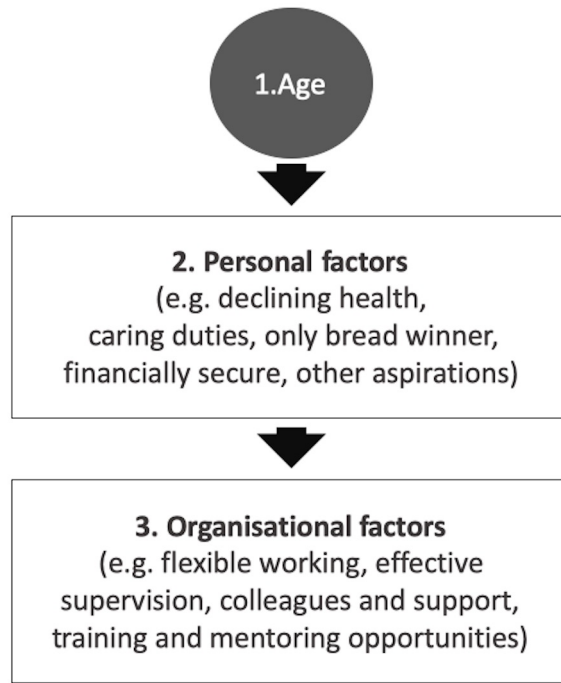 1.Age
2. Personal factors
(e.g. declining health,
caring duties, only bread winner,
financially secure, other aspirations)
3. Organisational factors
(e.g. flexible working, effective
supervision, colleagues and support,
training and mentoring opportunities)